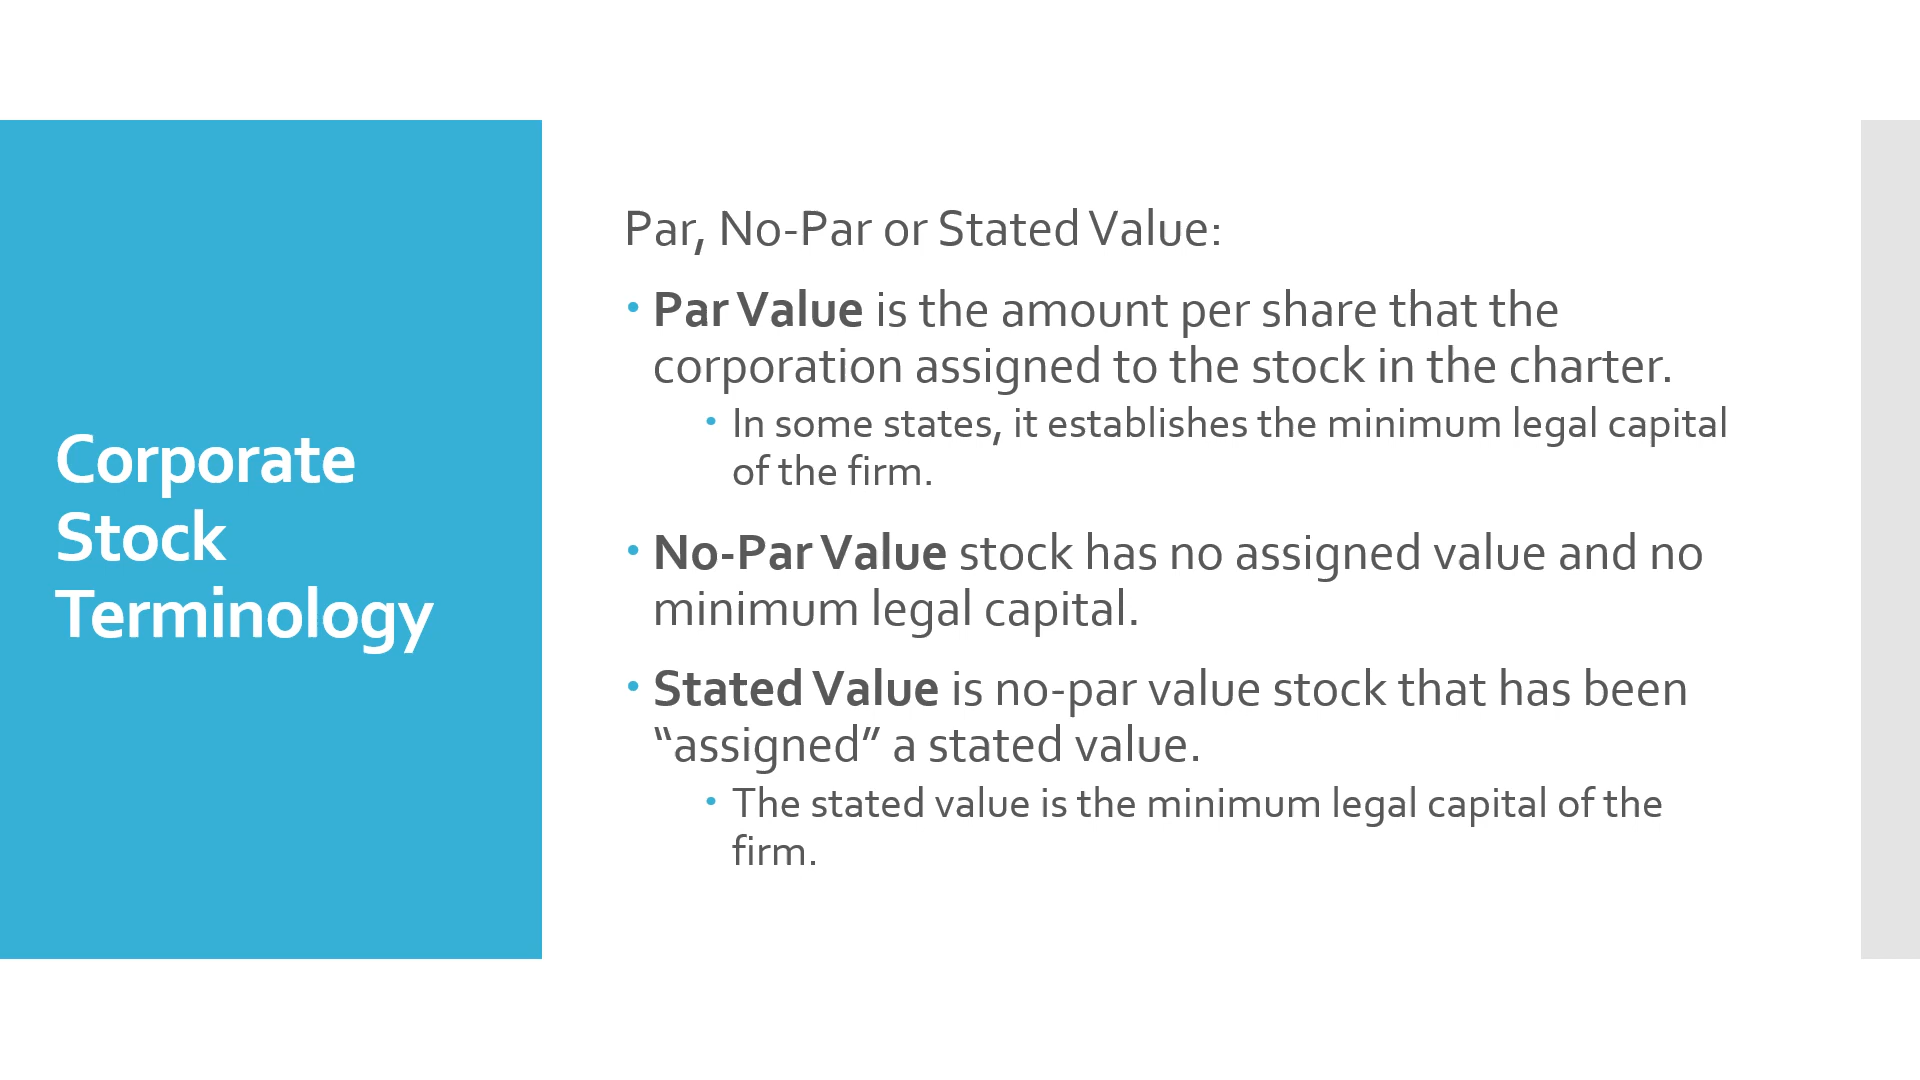 Corporate
Stock
Terminology
Par, No-Par or Stated Value:
• Par Value is the amount per share that the
corporation assigned to the stock in the charter.
• In some states, it establishes the minimum legal capital
of the firm.
• No-Par Value stock has no assigned value and no
minimum legal capital.
• Stated Value is no-par value stock that has been
“assigned” a stated value.
• The stated value is the minimum legal capital of the
firm.